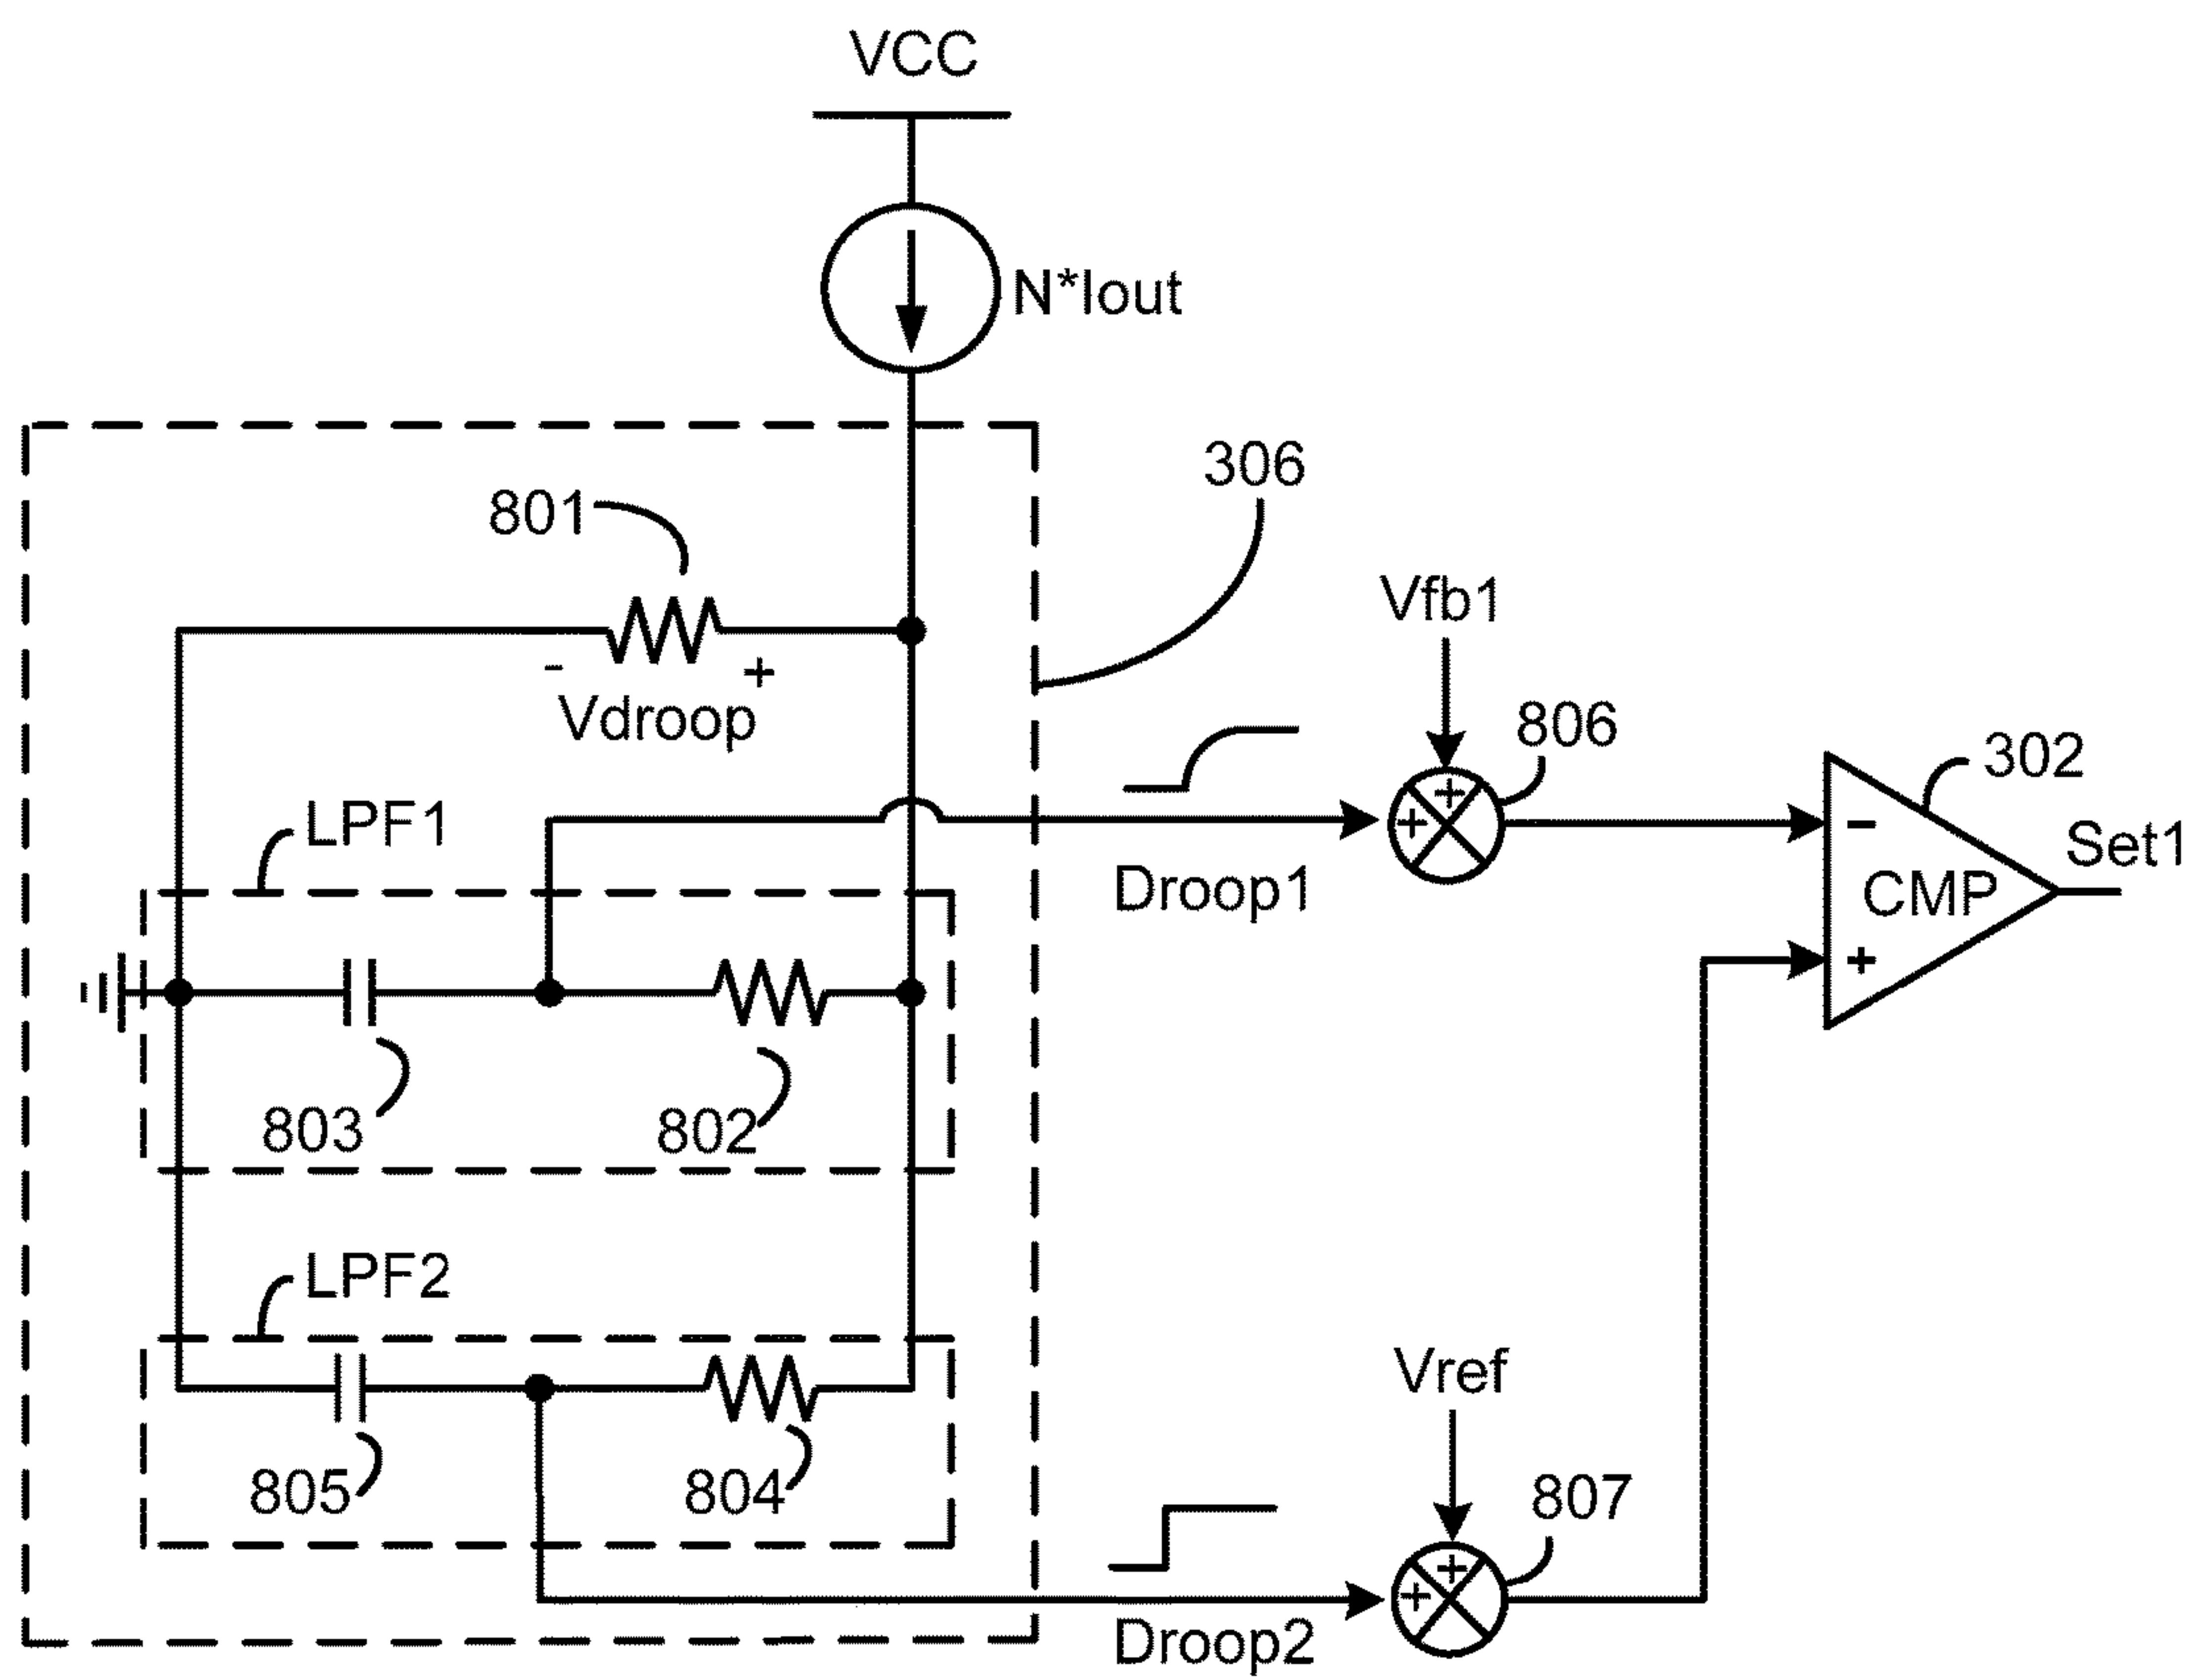 VCC
N*Iout
306
801
- +
Vdroop
Vfb1
806
302
LPF1
+
+
-
Set1
CMP
Droop1
+
803
802
LPF2
Vref
805
804
807
+
+
Droop2